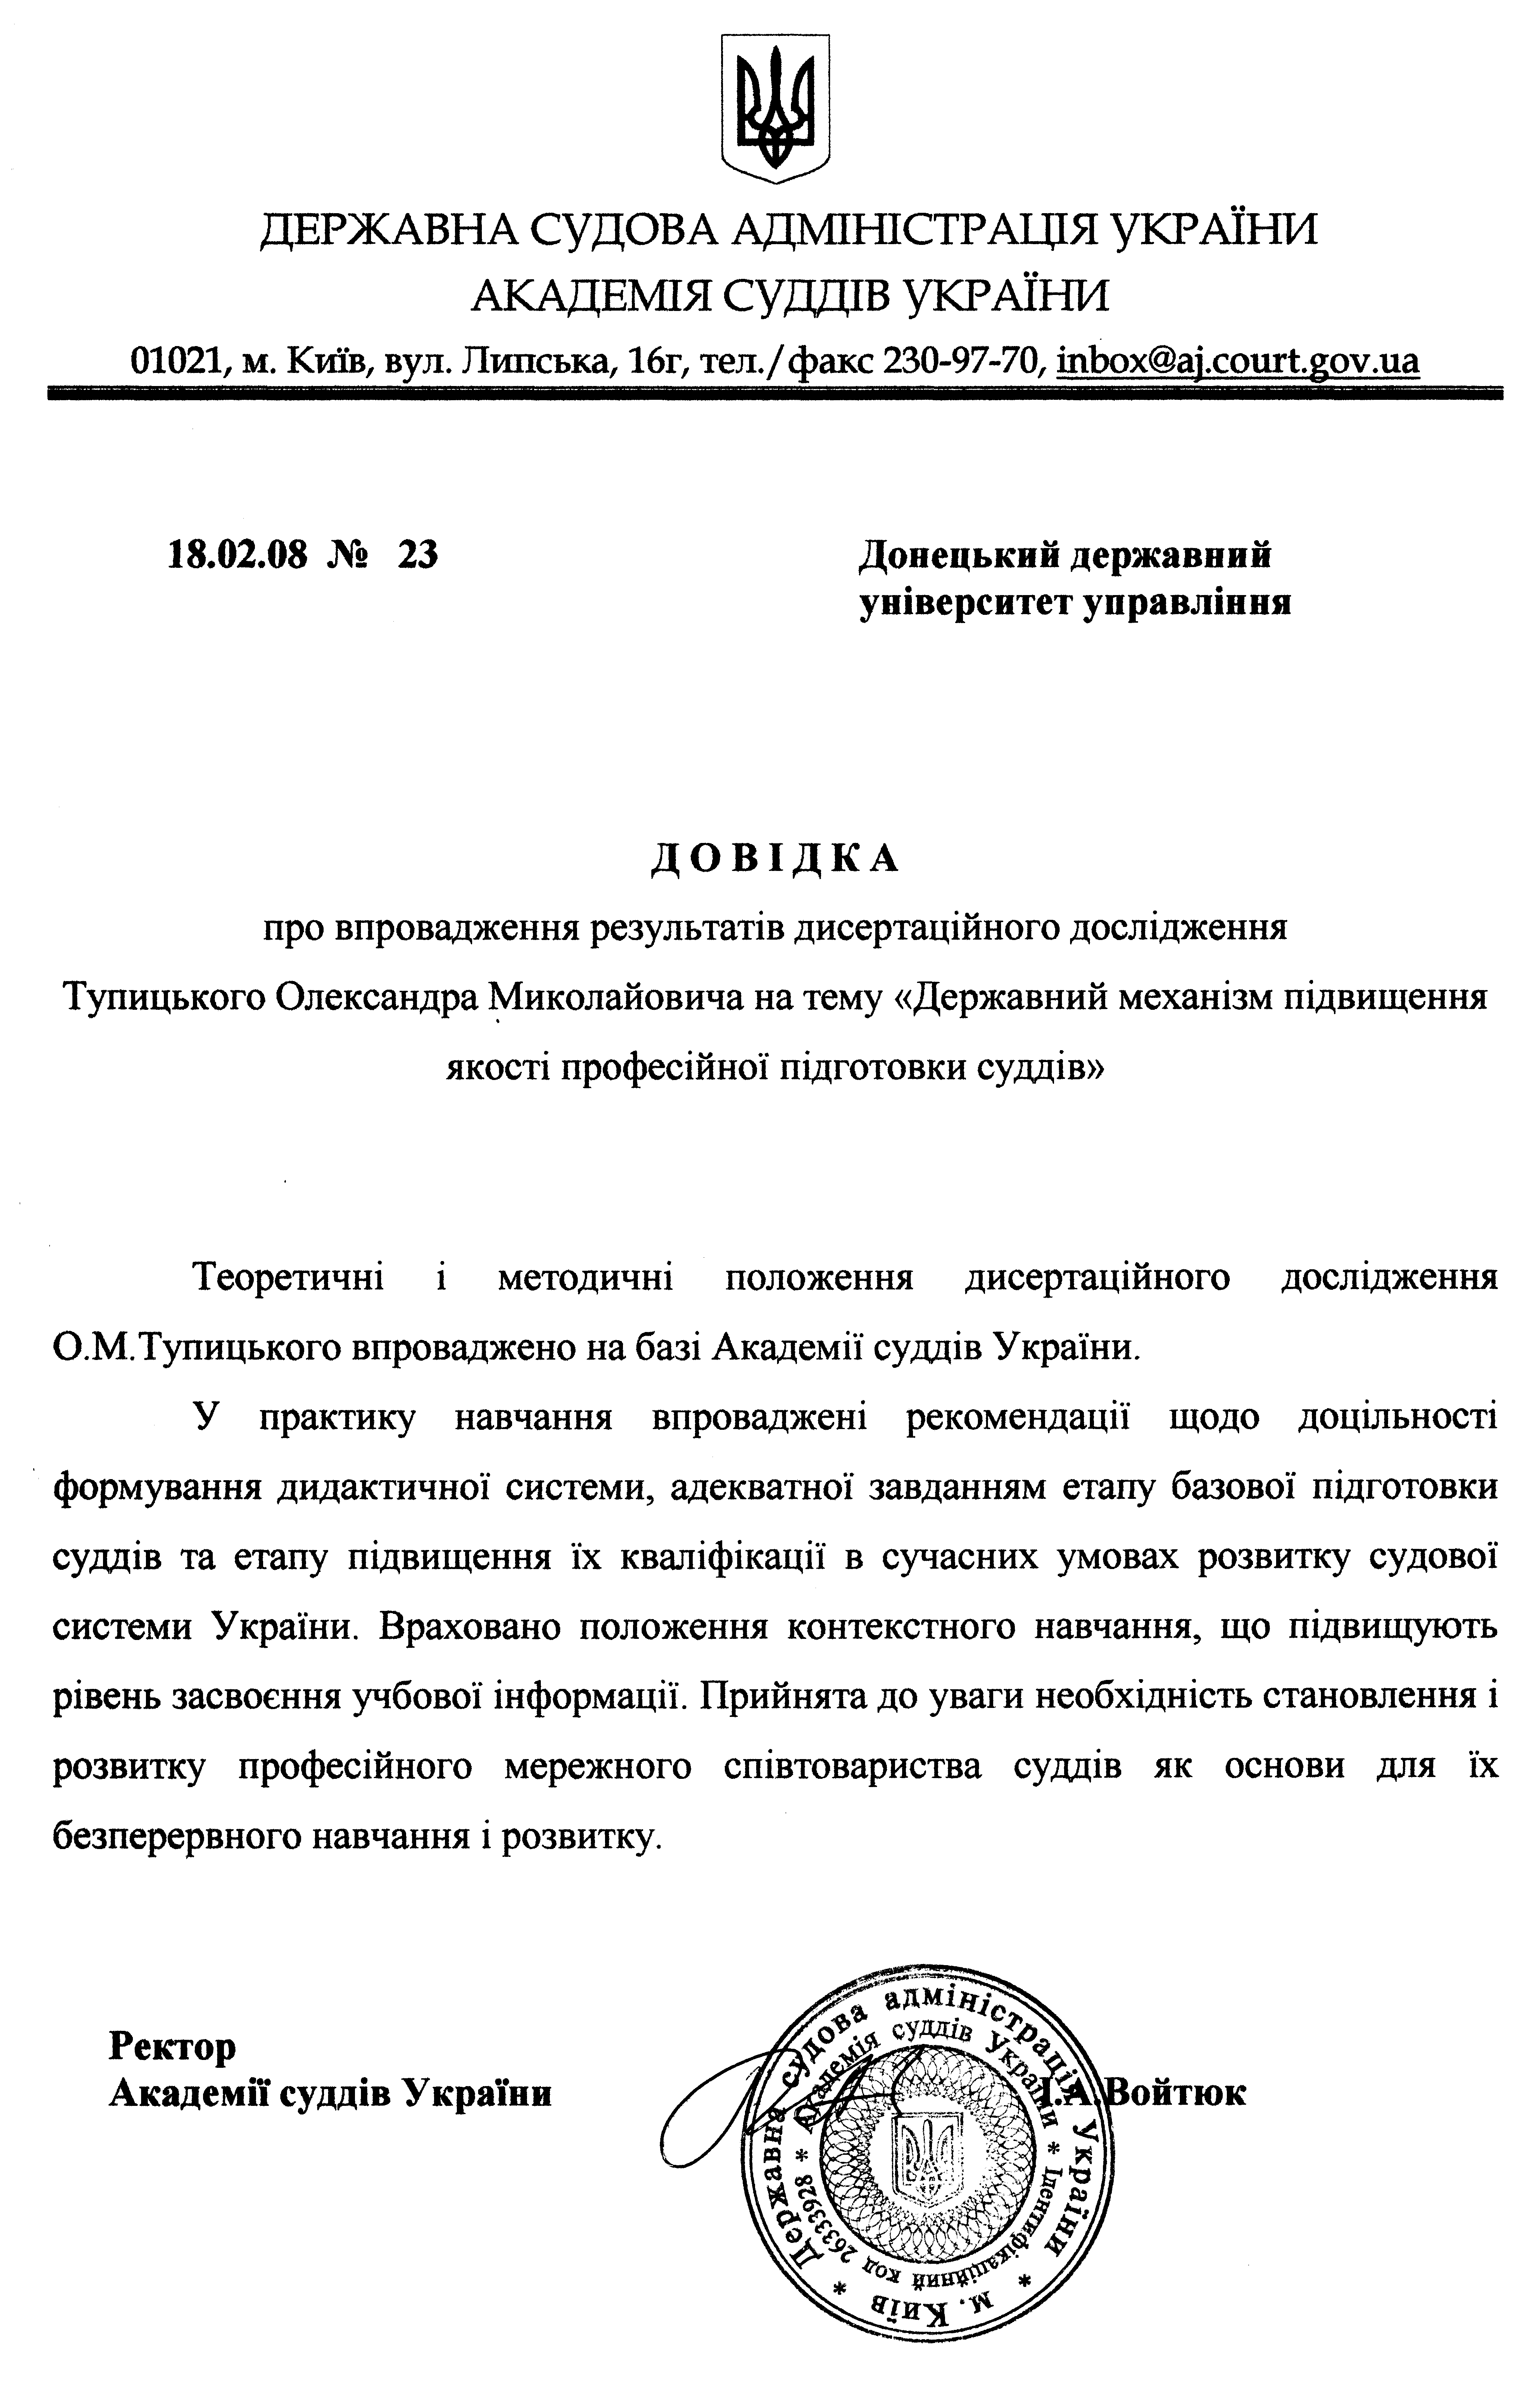 ДЕРЖАВНА СУДОВА АДМІНІСТРАЦІЯ УКРАЇНИ
АКАДЕМІЯ СУДДІВ УКРАЇНИ
01021, м. Київ, вул. Липська, 16г, тел./факс 230-97-70, inbox@aj.court.gov.ua
18.02.08 № 23
Донецький державний
університет управління
ДОВІДКА
про впровадження результатів дисертаційного дослідження
Тупицького Олександра Миколайовича на тему «Державний механізм підвищення
якості професійної підготовки суддів»
Теоретичні і методичні положення дисертаційного дослідження
О.М.Тупицького впроваджено на базі Академії суддів України.
У практику навчання впроваджені рекомендації щодо доцільності
формування дидактичної системи, адекватної завданням етапу базової підготовки
суддів та етапу підвищення їх кваліфікації в сучасних умовах розвитку судової
системи України. Враховано положення контекстного навчання, що підвищують
рівень засвоєння учбової інформації. Прийнята до уваги необхідність становлення і
розвитку професійного мережного співтовариства суддів як основи для їх
безперервного навчання і розвитку.
Ректор
Академії суддів України
І.А.Войтюк
Державна судова адміністрація України * м. Київ *
Академія суддів України * Ідентифікаційний код 26333928 *